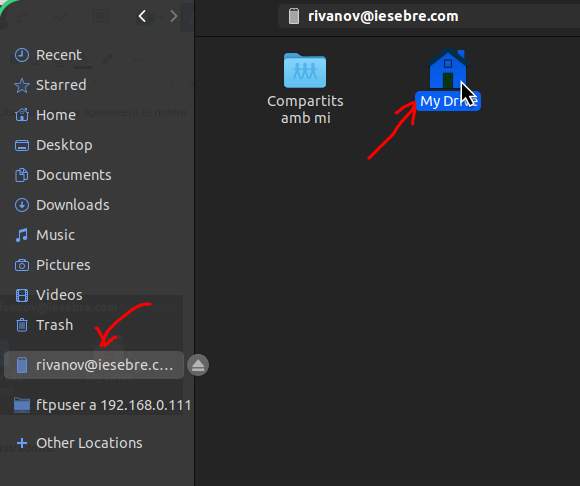 rivanov@iesebre.com
Recent
Starred
Home
Desktop
Documents
Downloads
Music
Pictures
Videos
Trash
rivanov@iesebre.c...
ftpuser a 192.168.0.111
Other Locations
Compartits
amb mi
My Drive